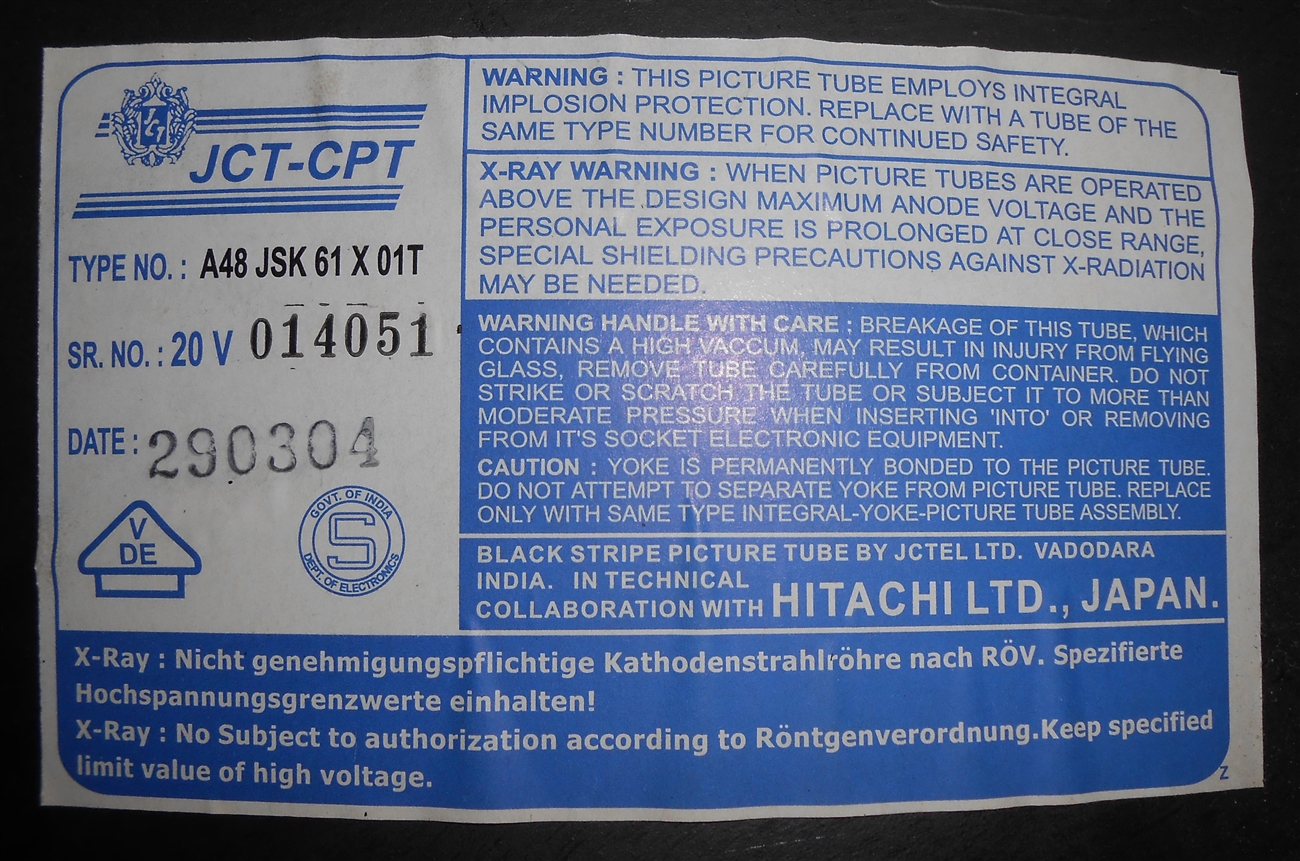 JCT
JCT-CPT
TYPE NO. : A48 JSK 61 X 01T
SR. NO. : 20 V 014051
DATE : 290304
V
DE
GOVT. OF INDIA
S
DEPT. OF ELECTRONICS
WARNING : THIS PICTURE TUBE EMPLOYS INTEGRAL
IMPLOSION PROTECTION. REPLACE WITH A TUBE OF THE
SAME TYPE NUMBER FOR CONTINUED SAFETY.
X-RAY WARNING : WHEN PICTURE TUBES ARE OPERATED
ABOVE THE DESIGN MAXIMUM ANODE VOLTAGE AND THE
PERSONAL EXPOSURE IS PROLONGED AT CLOSE RANGE,
SPECIAL SHIELDING PRECAUTIONS AGAINST X-RADIATION
MAY BE NEEDED.
WARNING HANDLE WITH CARE : BREAKAGE OF THIS TUBE, WHICH
CONTAINS A HIGH VACCUM, MAY RESULT IN INJURY FROM FLYING
GLASS, REMOVE TUBE CAREFULLY FROM CONTAINER. DO NOT
STRIKE OR SCRATCH THE TUBE OR SUBJECT IT TO MORE THAN
MODERATE PRESSURE WHEN INSERTING 'INTO' OR REMOVING
FROM IT'S SOCKET ELECTRONIC EQUIPMENT.
CAUTION : YOKE IS PERMANENTLY BONDED TO THE PICTURE TUBE.
DO NOT ATTEMPT TO SEPARATE YOKE FROM PICTURE TUBE. REPLACE
ONLY WITH SAME TYPE INTEGRAL-YOKE-PICTURE TUBE ASSEMBLY.
BLACK STRIPE PICTURE TUBE BY JCTEL LTD. VADODARA
INDIA. IN TECHNICAL
COLLABORATION WITH HITACHI LTD., JAPAN.
X-Ray : Nicht genehmigungspflichtige Kathodenstrahlröhre nach RÖV. Spezifierte
Hochspannungsgrenzwerte einhalten!
X-Ray : No Subject to authorization according to Röntgenverordnung.Keep specified
limit value of high voltage.
Z